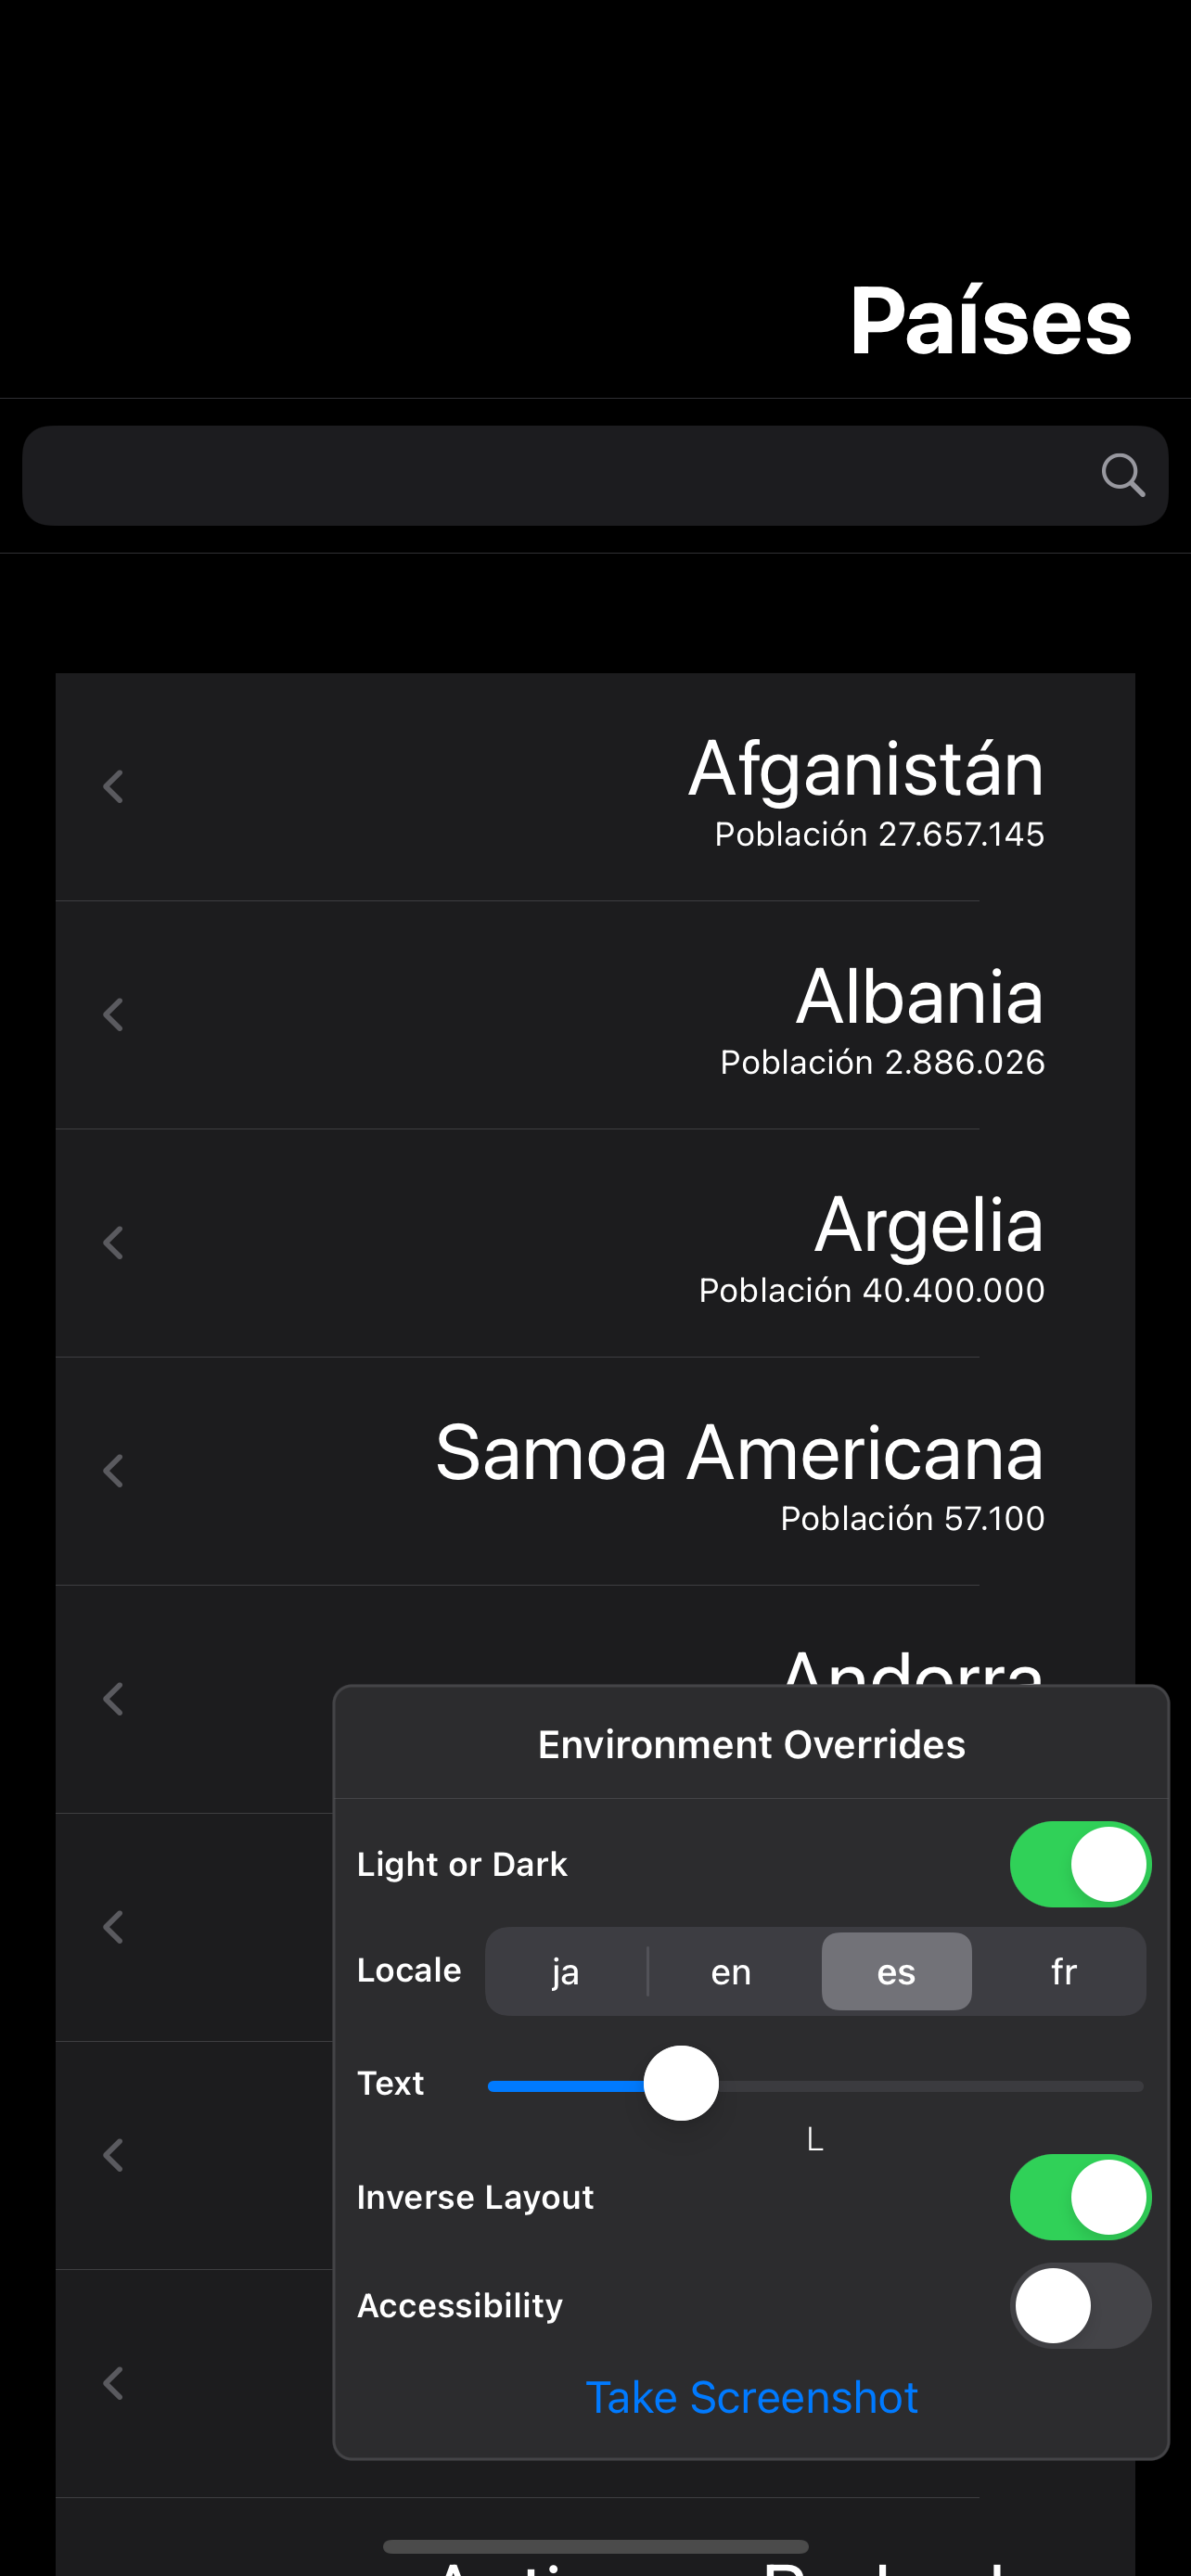 Países
Afganistán
Población 27.657.145
Albania
Población 2.886.026
Argelia
Población 40.400.000
Samoa Americana
Población 57.100
Andorra
Environment Overrides
Light or Dark
Locale ja en es fr
Text
L
Inverse Layout
Accessibility
Take Screenshot